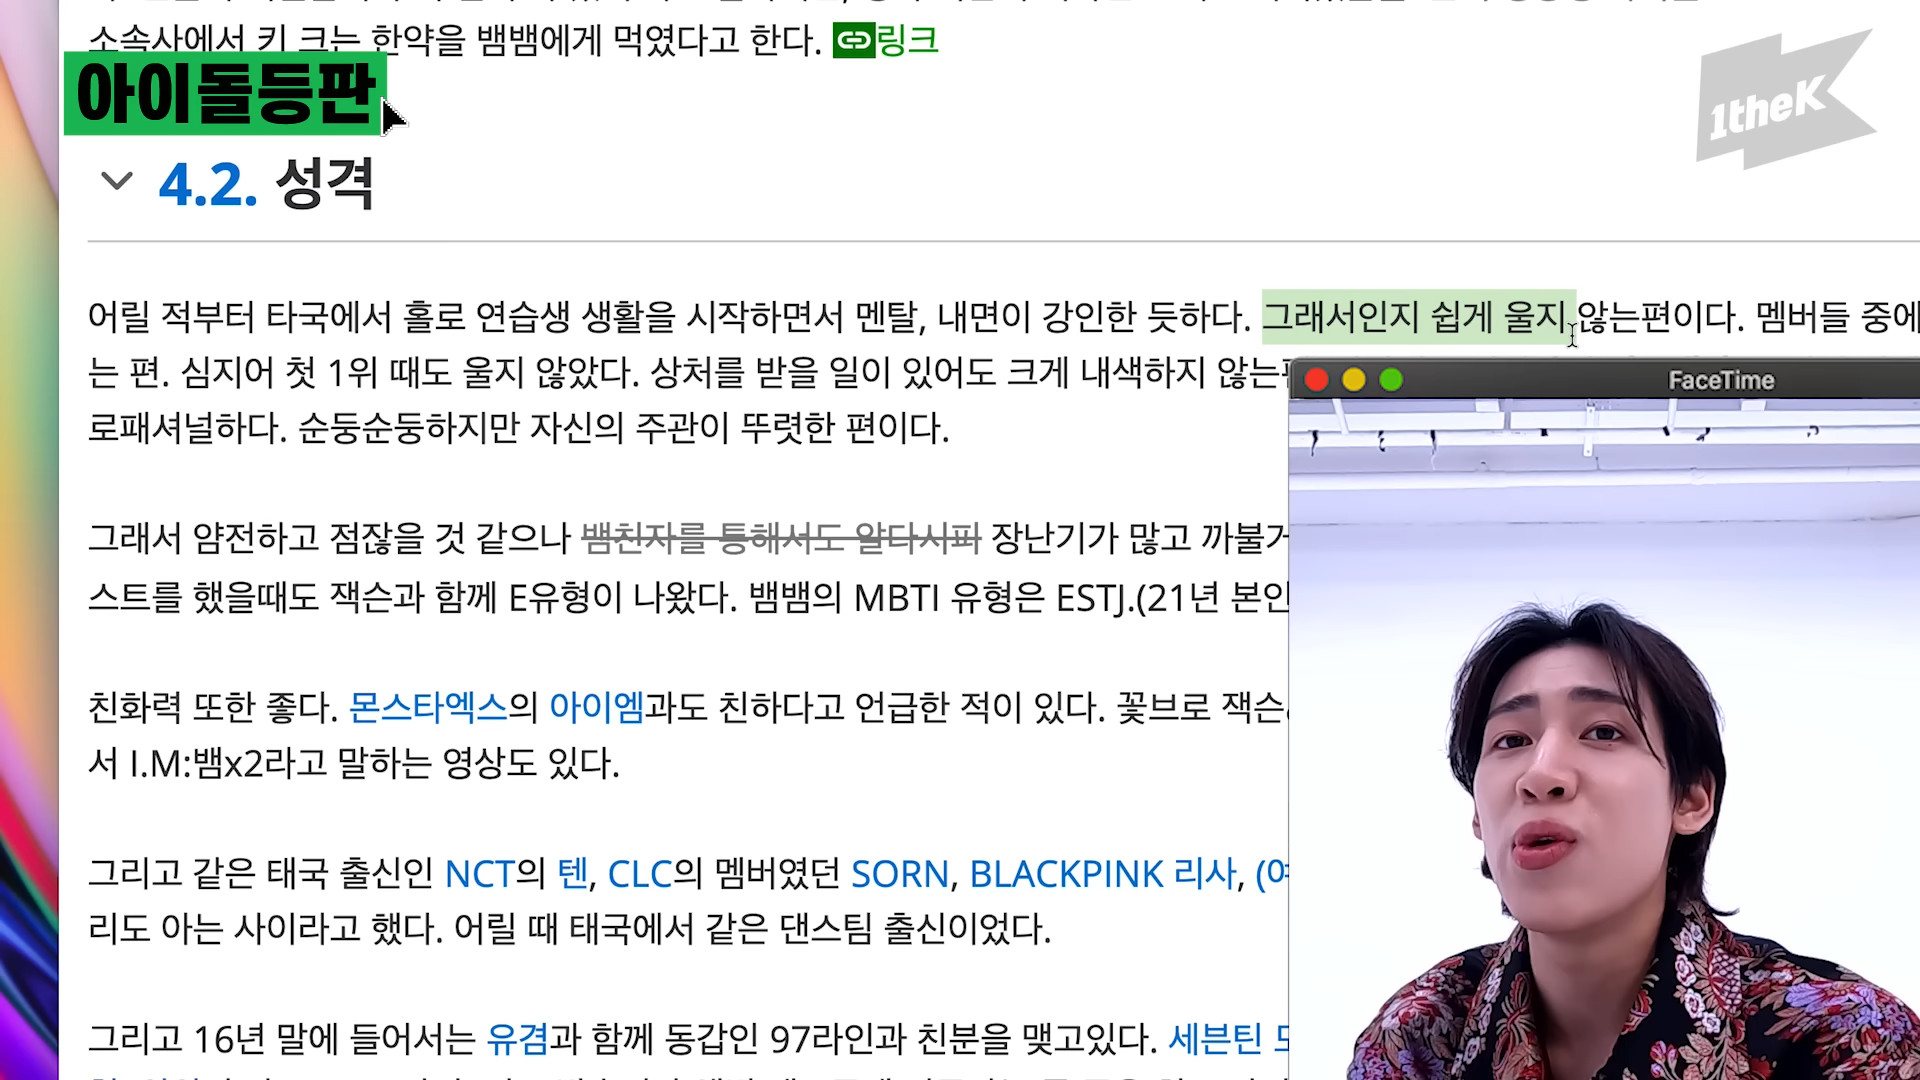 소속사에서 키 크는 한약을 뱀뱀에게 먹였다고 한다. 링크
아이돌등판
1theK
4.2. 성격
어릴 적부터 타국에서 홀로 연습생 생활을 시작하면서 멘탈, 내면이 강인한 듯하다. 그래서인지 쉽게 울지 않는편이다. 멤버들 중에
는 편. 심지어 첫 1위 때도 울지 않았다. 상처를 받을 일이 있어도 크게 내색하지 않는
로패셔널하다. 순둥순둥하지만 자신의 주관이 뚜렷한 편이다.
FaceTime
그래서 얌전하고 점잖을 것 같으나 뱀친자를 통해서도 알다시피 장난기가 많고 까불거
스트를 했을때도 잭슨과 함께 E유형이 나왔다. 뱀뱀의 MBTI 유형은 ESTJ.(21년 본인
친화력 또한 좋다. 몬스타엑스의 아이엠과도 친하다고 언급한 적이 있다. 꽃브로 잭슨
서 I.M:뱀x2라고 말하는 영상도 있다.
그리고 같은 태국 출신인 NCT의 텐, CLC의 멤버였던 SORN, BLACKPINK 리사, (여
리도 아는 사이라고 했다. 어릴 때 태국에서 같은 댄스팀 출신이었다.
그리고 16년 말에 들어서는 유겸과 함께 동갑인 97라인과 친분을 맺고있다. 세븐틴